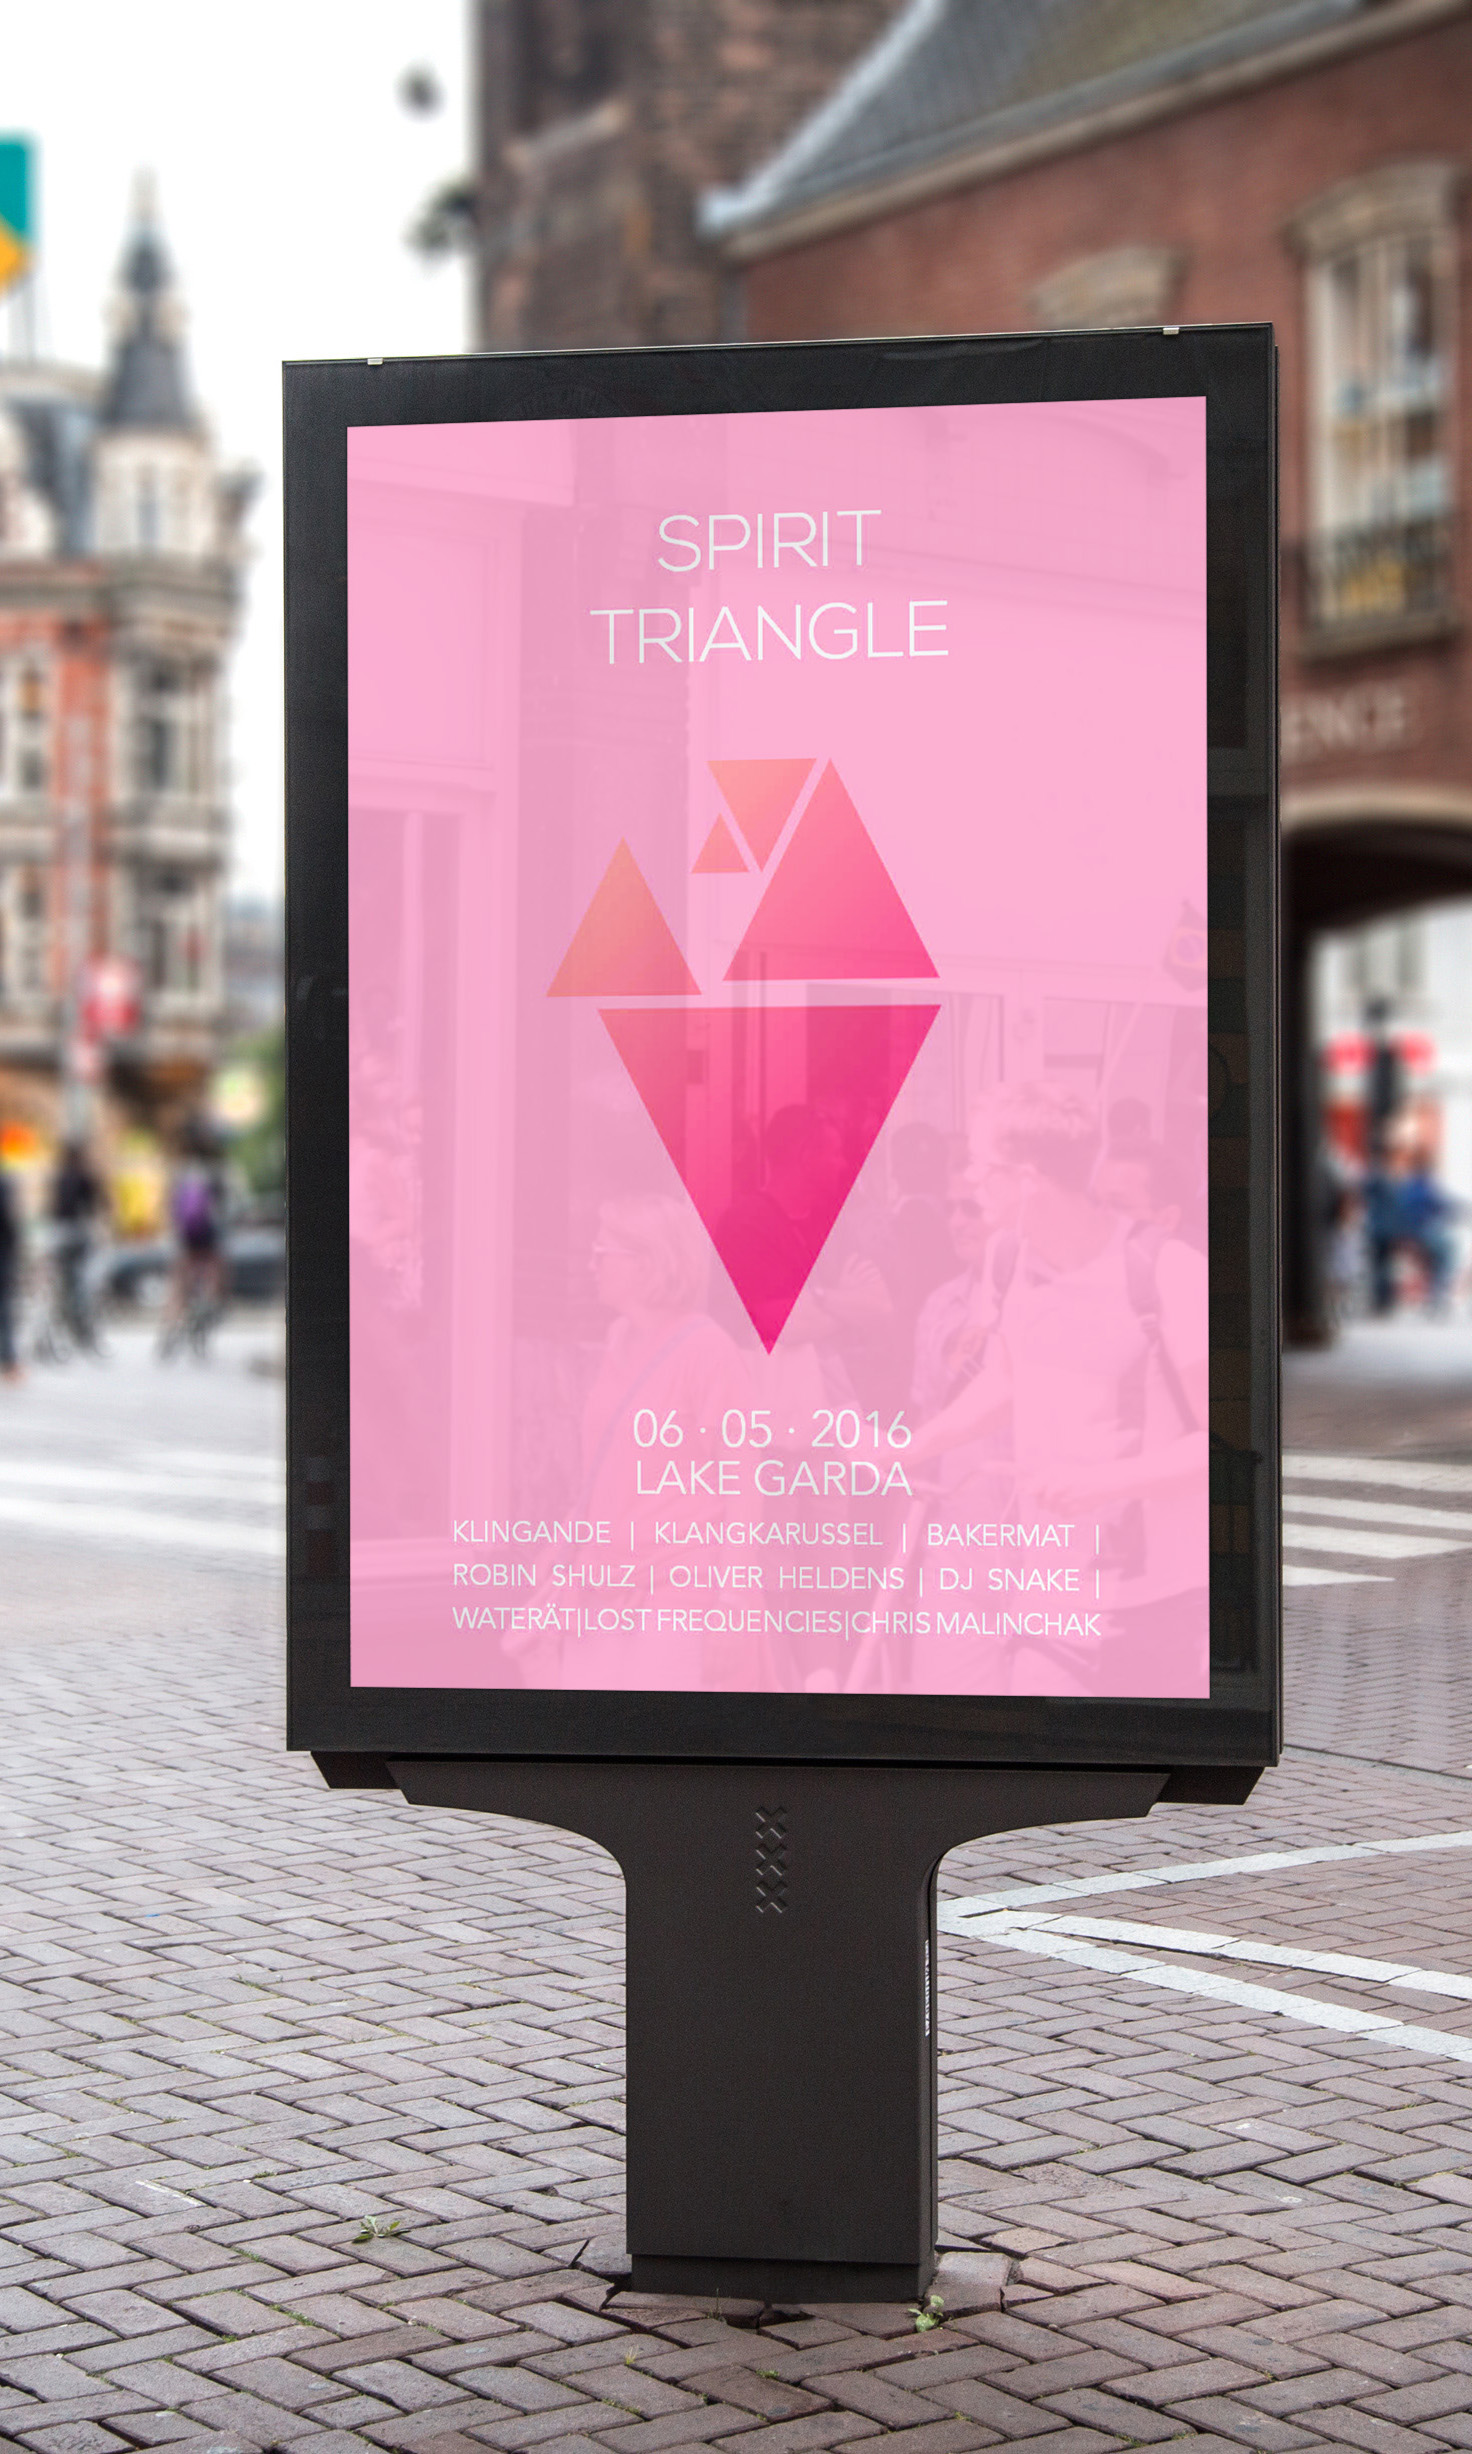 SPIRIT
TRIANGLE
06 · 05 · 2016
LAKE GARDA
KLINGANDE | KLANGKARUSSEL | BAKERMAT |
ROBIN SHULZ | OLIVER HELDENS | DJ SNAKE |
WATERÄT|LOST FREQUENCIES|CHRIS MALINCHAK